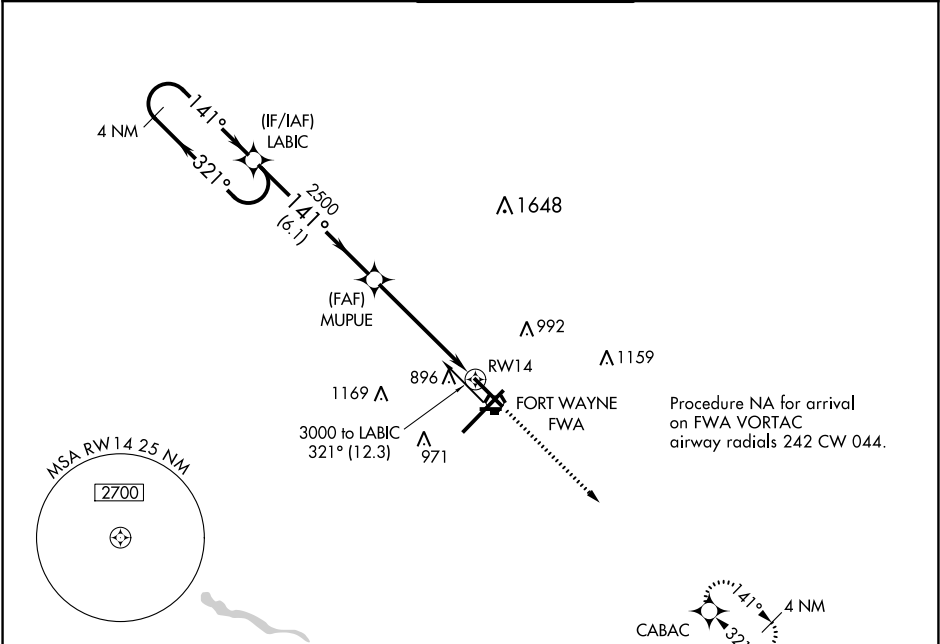 141°
4 NM
321°
(IF/IAF)
LABIC
2500
141°
(6.1)
1648
(FAF)
MUPUE
992
1159
RW14
896
1169
FORT WAYNE
FWA
3000 to LABIC
321° (12.3)
971
Procedure NA for arrival
on FWA VORTAC
airway radials 242 CW 044.
MSA RW 14 25 NM
2700
141°
4 NM
CABAC